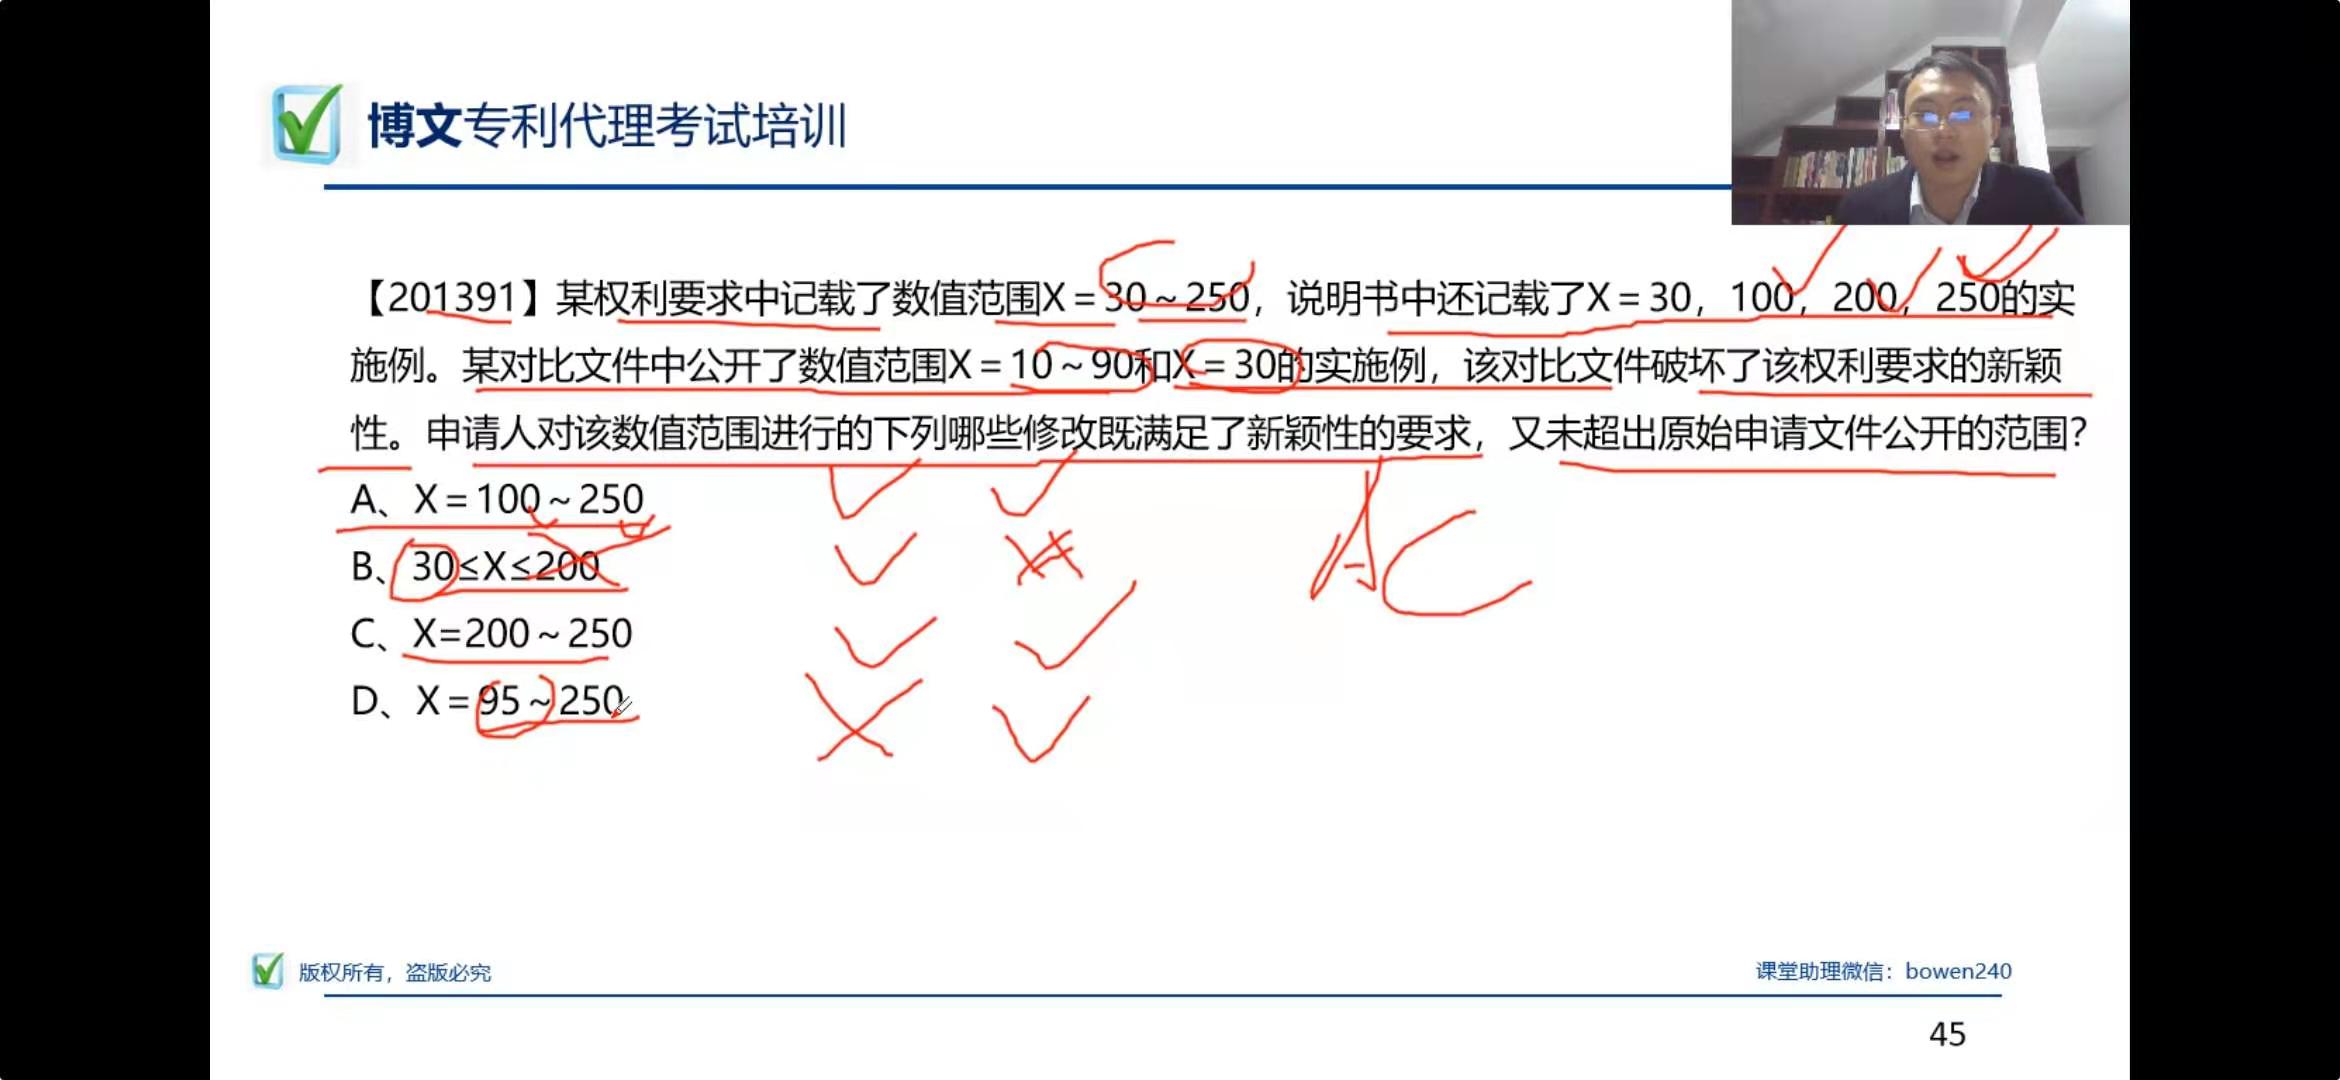 博文专利代理考试培训
【201391】某权利要求中记载了数值范围X＝30～250，说明书中还记载了X＝30，100，200，250的实
施例。某对比文件中公开了数值范围X＝10～90和X＝30的实施例，该对比文件破坏了该权利要求的新颖
性。申请人对该数值范围进行的下列哪些修改既满足了新颖性的要求，又未超出原始申请文件公开的范围？
A、X＝100～250
B、30≤X≤200
C、X=200～250
D、X＝95～250
AC
版权所有，盗版必究
课堂助理微信：bowen240
45